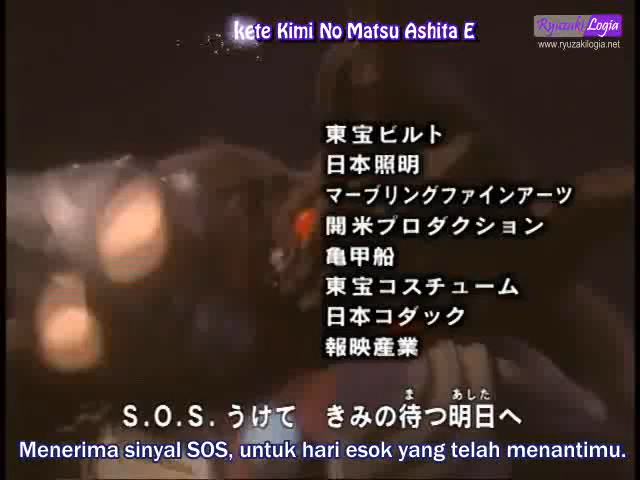 kete Kimi No Matsu Ashita E
Ryuzaki Logia
www.ryuzakilogia.net
東宝ビルト
日本照明
マーブリングファインアーツ
開米プロダクション
亀甲船
東宝コスチューム
日本コダック
報映産業
ま あした
S.O.S.うけて きみの待つ明日へ
Menerima sinyal SOS, untuk hari esok yang telah menantimu.